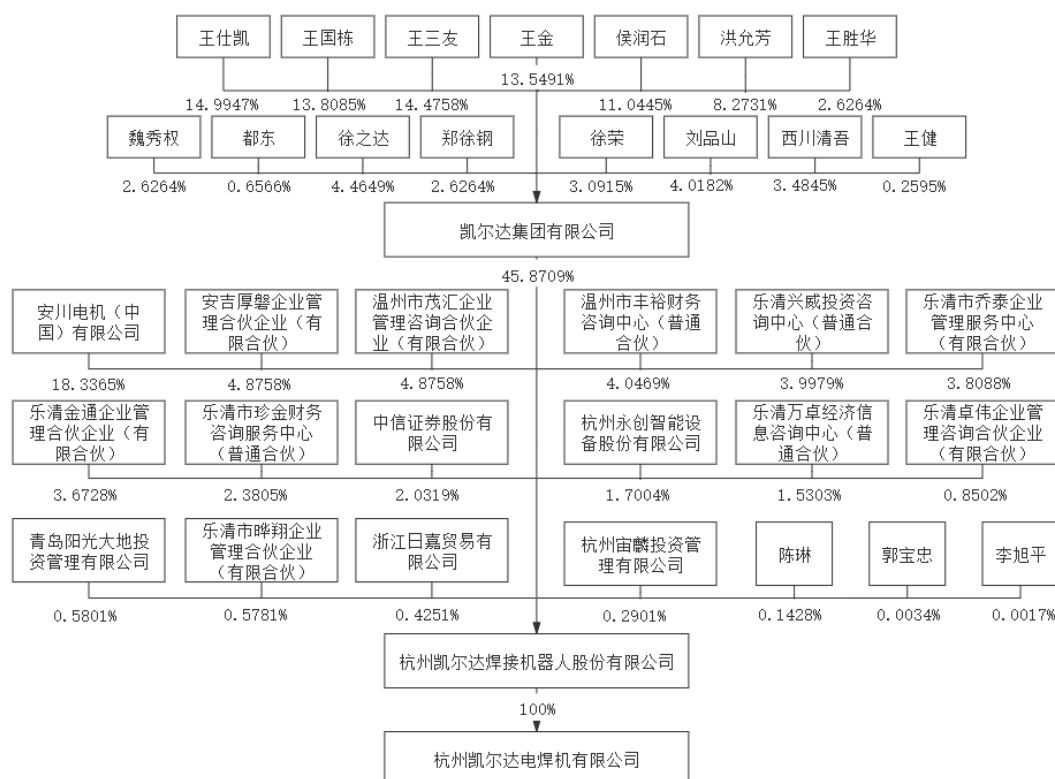 王仕凯
王国栋
王三友
王金
侯润石
洪允芳
王胜华
13.5491%
14.9947%
13.8085%
14.4758%
11.0445%
8.2731%
2.6264%
魏秀权
都东
徐之达
郑徐钢
徐荣
刘品山
西川清吾
王健
2.6264%
0.6566%
4.4649%
2.6264%
3.0915%
4.0182%
3.4845%
0.2595%
凯尔达集团有限公司
45.8709%
安川电机（中
国）有限公司
安吉厚磐企业管
理合伙企业（有
限合伙）
温州市茂汇企业
管理咨询合伙企
业（有限合伙）
温州市丰裕财务
咨询中心（普通
合伙）
乐清兴威投资咨
询中心（普通合
伙）
乐清市乔泰企业
管理服务中心
（有限合伙）
18.3365%
4.8758%
4.8758%
4.0469%
3.9979%
3.8088%
乐清金通企业管
理合伙企业（有
限合伙）
乐清市珍金财务
咨询服务中心
（普通合伙）
中信证券股份有
限公司
杭州永创智能设
备股份有限公司
乐清万卓经济信
息咨询中心（普
通合伙）
乐清卓伟企业管
理咨询合伙企业
（有限合伙）
3.6728%
2.3805%
2.0319%
1.7004%
1.5303%
0.8502%
青岛阳光大地投
资管理有限公司
乐清市晔翔企业
管理合伙企业
（有限合伙）
浙江日嘉贸易有
限公司
杭州宙麟投资管
理有限公司
陈琳
郭宝忠
李旭平
0.5801%
0.5781%
0.4251%
0.2901%
0.1428%
0.0034%
0.0017%
杭州凯尔达焊接机器人股份有限公司
100%
杭州凯尔达电焊机有限公司